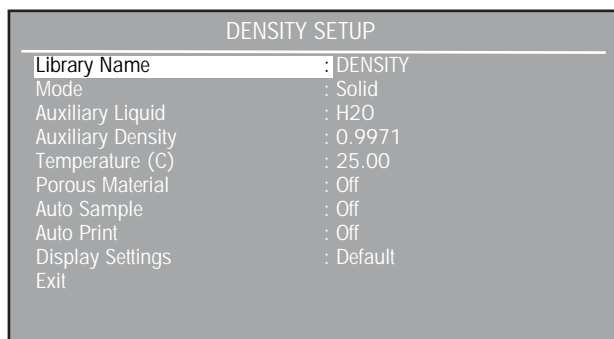 DENSITY SETUP
Library Name : DENSITY
Mode : Solid
Auxiliary Liquid : H2O
Auxiliary Density : 0.9971
Temperature (C) : 25.00
Porous Material : Off
Auto Sample : Off
Auto Print : Off
Display Settings : Default
Exit